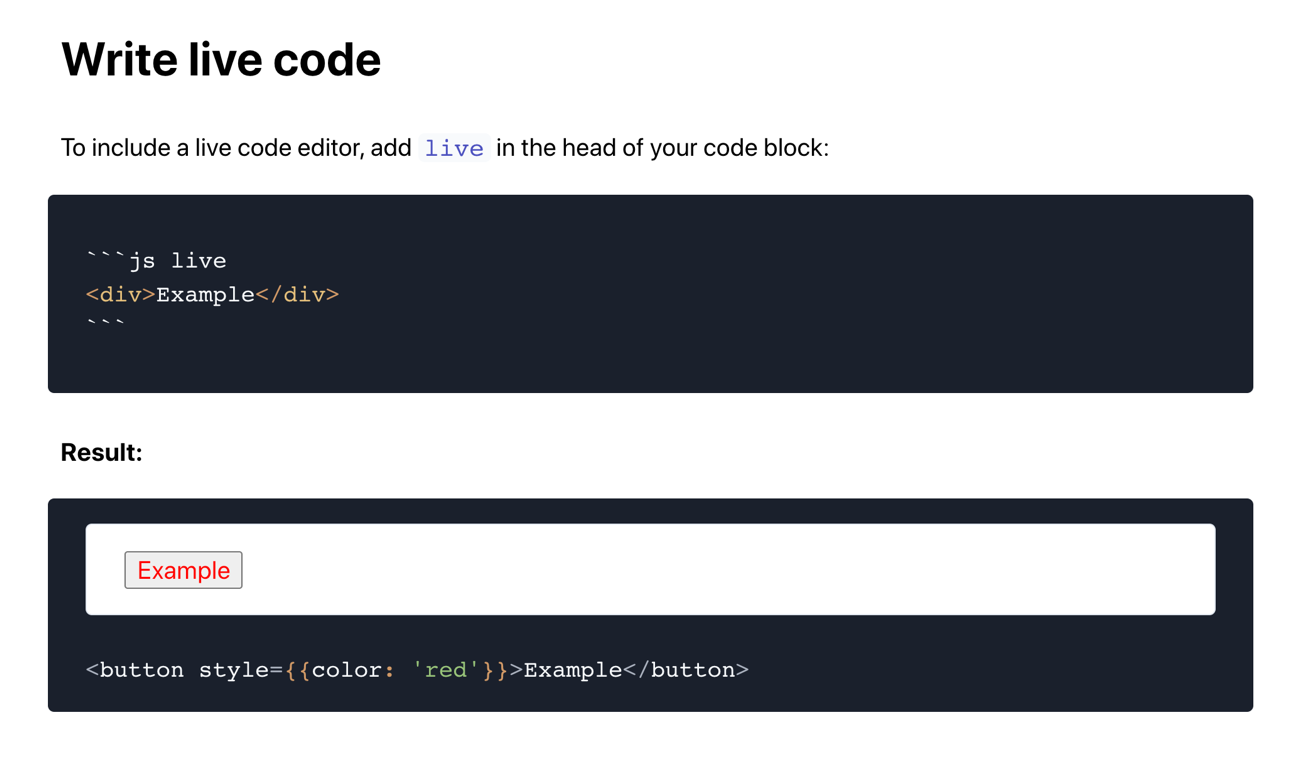 Write live code
To include a live code editor, add live in the head of your code block:
```js live
<div>Example</div>
```
Result:
Example
<button style={{color: 'red'}}>Example</button>